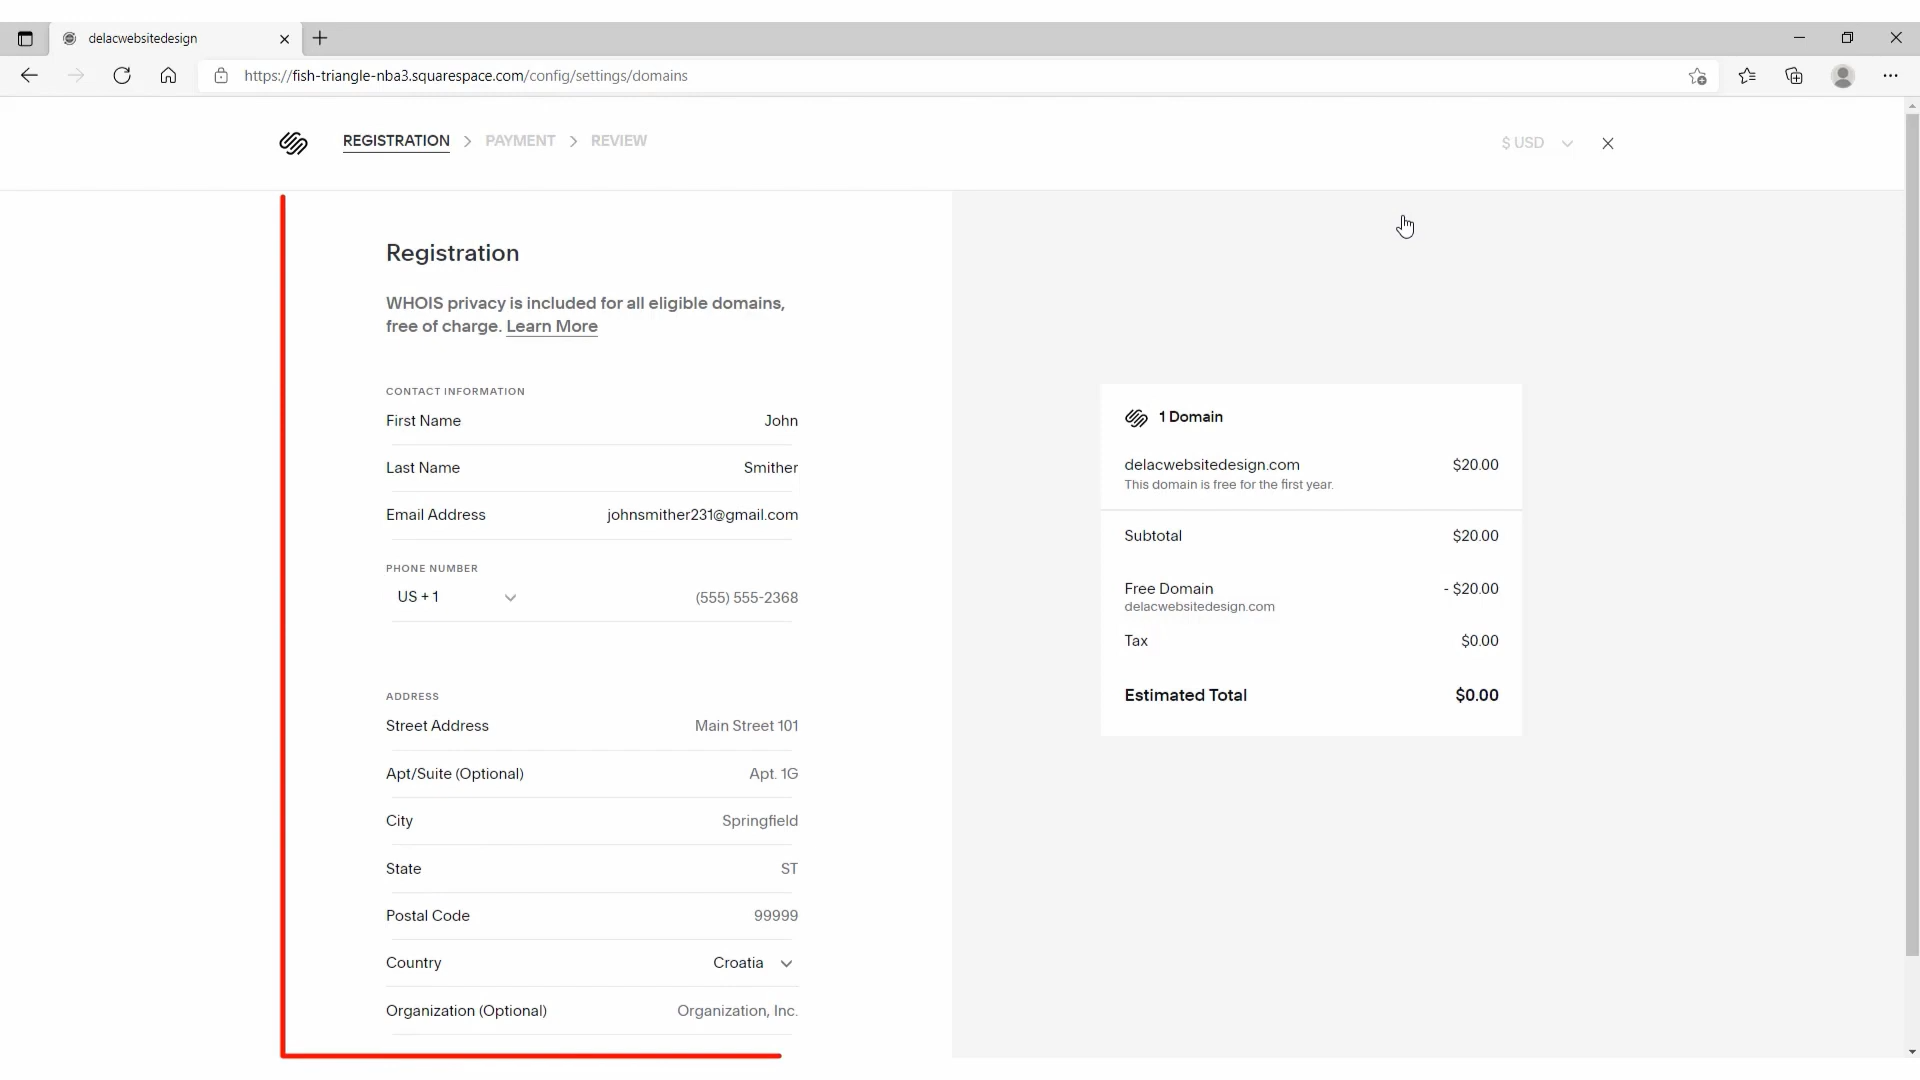 delacwebsitedesign
https://fish-triangle-nba3.squarespace.com/config/settings/domains
REGISTRATION > PAYMENT > REVIEW
$ USD
Registration
WHOIS privacy is included for all eligible domains,
free of charge. Learn More
CONTACT INFORMATION
First Name John
Last Name Smither
Email Address johnsmither231@gmail.com
PHONE NUMBER
US + 1 (555) 555-2368
ADDRESS
Street Address Main Street 101
Apt/Suite (Optional) Apt. 1G
City Springfield
State ST
Postal Code 99999
Country Croatia
Organization (Optional) Organization, Inc.
1 Domain
delacwebsitedesign.com $20.00
This domain is free for the first year.
Subtotal $20.00
Free Domain - $20.00
delacwebsitedesign.com
Tax $0.00
Estimated Total $0.00